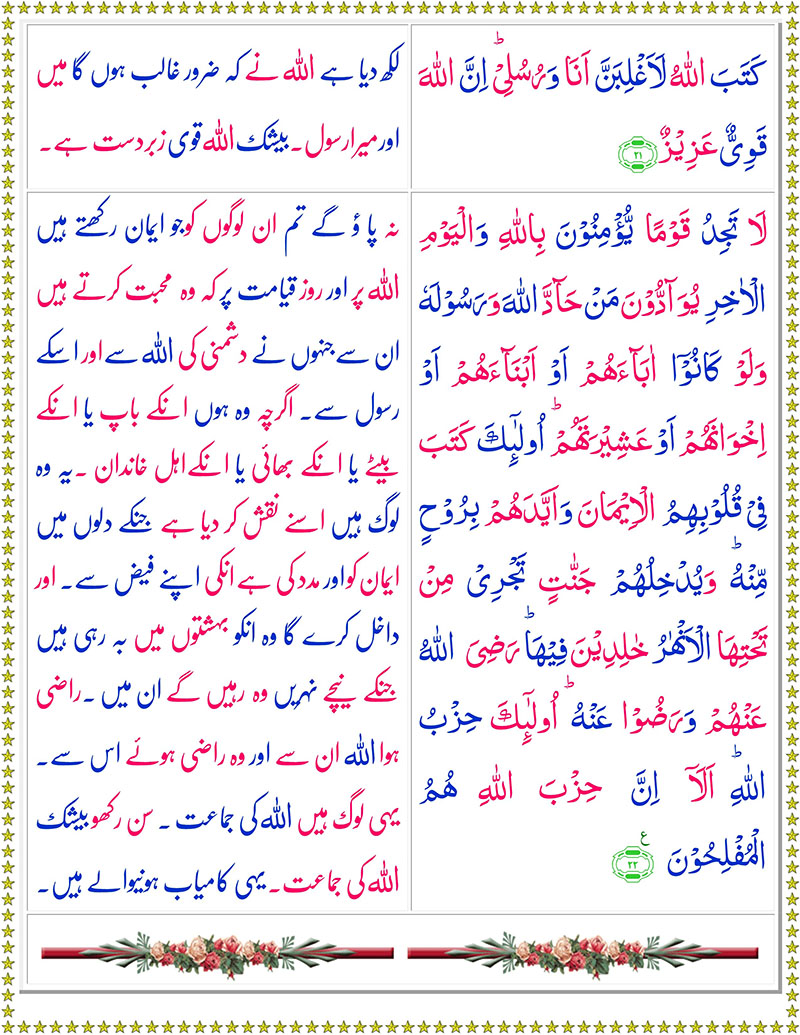 كَتَبَ اللّٰهُ لَاَغْلِبَنَّ اَنَا وَرُسُلِیْ ؕ اِنَّ اللّٰهَ
قَوِیٌّ عَزِیْزٌ ﴿۲۱﴾
لکھ دیا ہے اللہ نے کہ ضرور غالب ہوں گا میں
اور میرا رسول۔ بیشک اللہ قوی زبردست ہے۔
لَا تَجِدُ قَوْمًا یُّؤْمِنُوْنَ بِاللّٰهِ وَالْیَوْمِ
الْاٰخِرِ یُوَآدُّوْنَ مَنْ حَآدَّ اللّٰهَ وَرَسُوْلَهٗ
وَلَوْ كَانُوْۤا اٰبَآءَهُمْ اَوْ اَبْنَآءَهُمْ اَوْ
اِخْوَانَهُمْ اَوْ عَشِیْرَتَهُمْ ؕ اُولٰٓئِكَ كَتَبَ
فِیْ قُلُوْبِهِمُ الْاِیْمَانَ وَاَیَّدَهُمْ بِرُوْحٍ
مِّنْهُ ؕ وَیُدْخِلُهُمْ جَنّٰتٍ تَجْرِیْ مِنْ
تَحْتِهَا الْاَنْهٰرُ خٰلِدِیْنَ فِیْهَا ؕ رَضِیَ اللّٰهُ
عَنْهُمْ وَرَضُوْا عَنْهُ ؕ اُولٰٓئِكَ حِزْبُ
اللّٰهِ ؕ اَلَاۤ اِنَّ حِزْبَ اللّٰهِ هُمُ
الْمُفْلِحُوْنَ ﴿۲۲﴾ ع
نہ پاؤ گے تم ان لوگوں کو جو ایمان رکھتے ہیں
اللہ پر اور روز قیامت پر کہ وہ محبت کرتے ہیں
ان سے جنہوں نے دشمنی کی اللہ سے اور اسکے
رسول سے۔ اگرچہ وہ ہوں انکے باپ یا انکے
بیٹے یا انکے بھائی یا انکے اہل خاندان ۔ یہ وہ
لوگ ہیں اسنے نقش کر دیا ہے جنکے دلوں میں
ایمان کو اور مدد کی ہے انکی اپنے فیض سے۔ اور
داخل کرے گا وہ انکو بہشتوں میں بہ رہی ہیں
جنکے نیچے نہریں وہ رہیں گے ان میں ۔ راضی
ہوا اللہ ان سے اور وہ راضی ہوئے اس سے۔
یہی لوگ ہیں اللہ کی جماعت ۔ سن رکھو بیشک
اللہ کی جماعت ۔ یہی کامیاب ہونیوالے ہیں۔